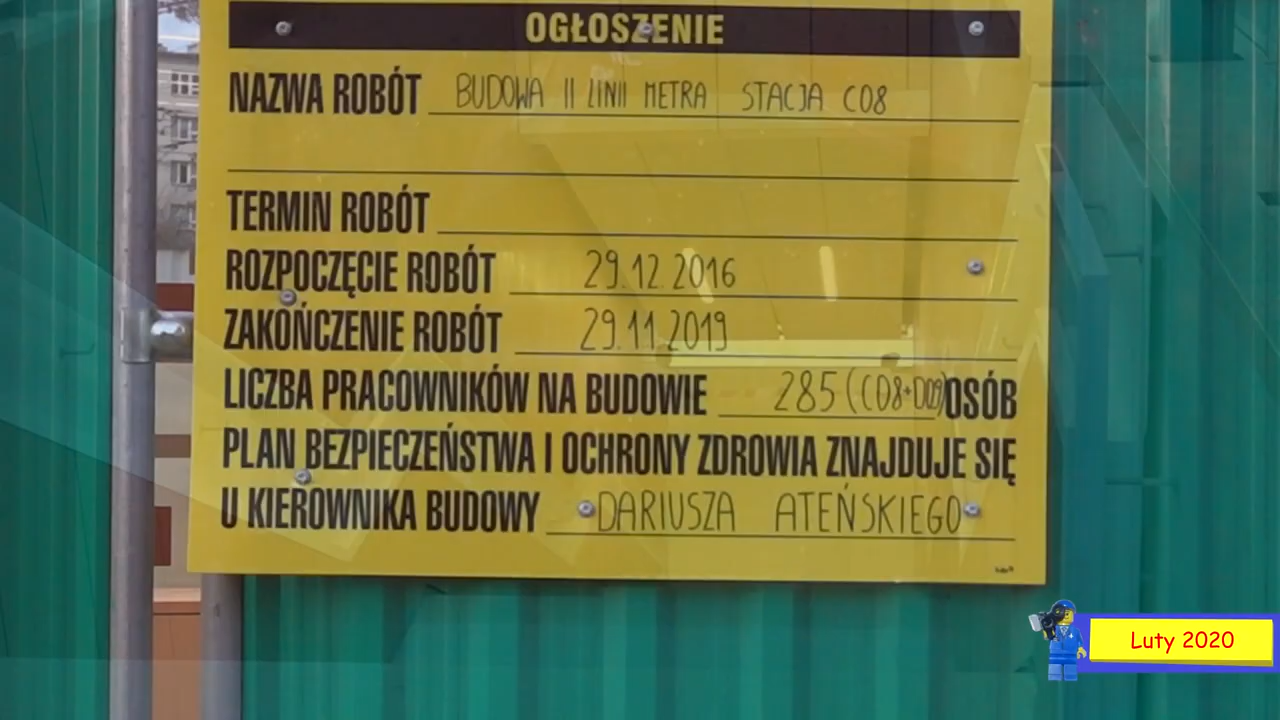 OGŁOSZENIE
NAZWA ROBÓT BUDOWA II LINII METRA STACJA C08
TERMIN ROBÓT
ROZPOCZĘCIE ROBÓT 29.12.2016
ZAKOŃCZENIE ROBÓT 29.11.2019
LICZBA PRACOWNIKÓW NA BUDOWIE 285 (C08+D09) OSÓB
PLAN BEZPIECZEŃSTWA I OCHRONY ZDROWIA ZNAJDUJE SIĘ
U KIEROWNIKA BUDOWY DARIUSZA ATEŃSKIEGO
Luty 2020